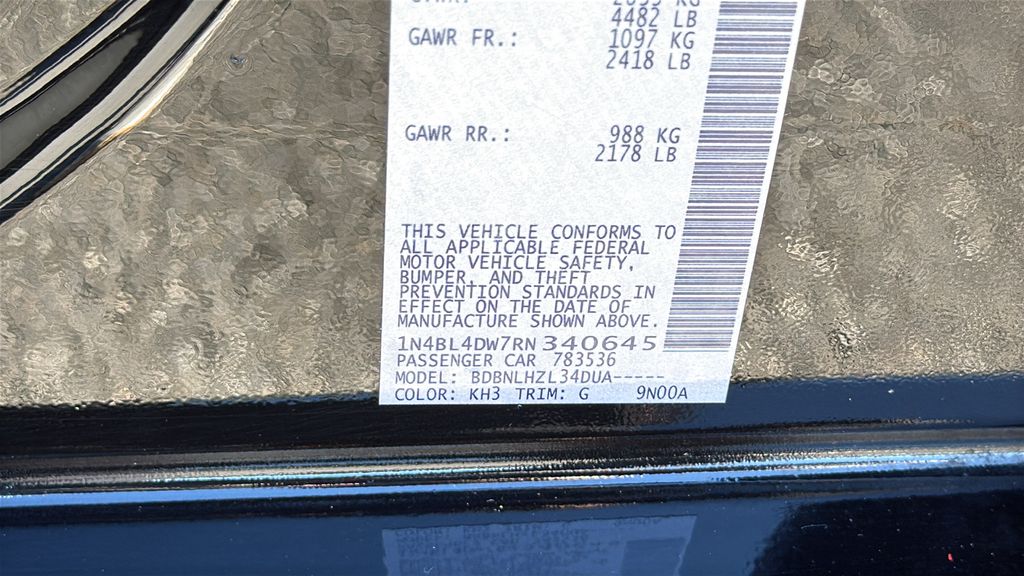 4482 LB
GAWR FR.: 1097 KG
2418 LB
GAWR RR.: 988 KG
2178 LB
THIS VEHICLE CONFORMS TO
ALL APPLICABLE FEDERAL
MOTOR VEHICLE SAFETY,
BUMPER, AND THEFT
PREVENTION STANDARDS IN
EFFECT ON THE DATE OF
MANUFACTURE SHOWN ABOVE.
1N4BL4DW7RN340645
PASSENGER CAR 783536
MODEL: BDBNLHZL34DUA-----
COLOR: KH3 TRIM: G 9N00A